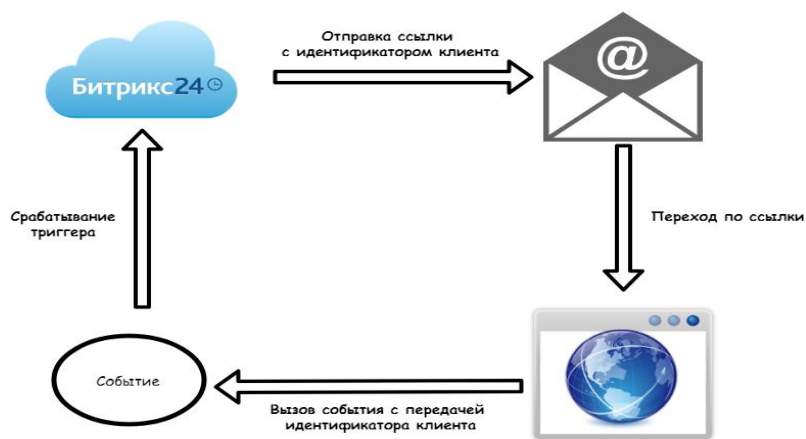 Отправка ссылки
с идентификатором клиента
Битрикс24
@
Срабатывание
триггера
Переход по ссылки
Событие
Вызов события с передачей
идентификатора клиента